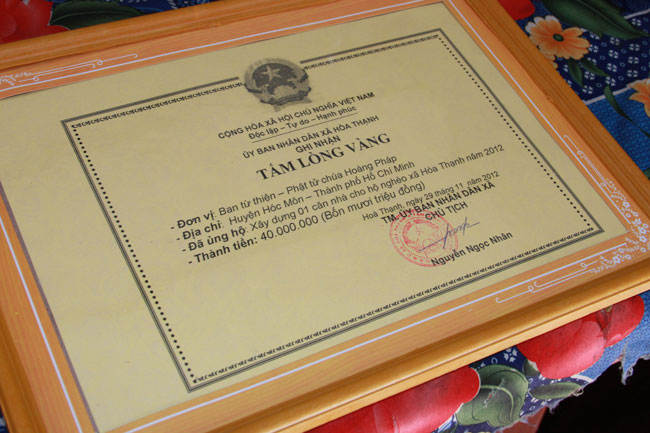 CỘNG HÒA XÃ HỘI CHỦ NGHĨA VIỆT NAM
Độc lập - Tự do - Hạnh phúc
ỦY BAN NHÂN DÂN XÃ HÒA THẠNH
GHI NHẬN
TẤM LÒNG VÀNG
- Đơn vị: Ban từ thiện – Phật tử chùa Hoằng Pháp
- Địa chỉ: Huyện Hóc Môn – Thành phố Hồ Chí Minh
- Đã ủng hộ: Xây dựng 01 căn nhà cho hộ nghèo xã Hòa Thạnh năm 2012
- Thành tiền: 40.000.000 (Bốn mươi triệu đồng)
Hoà Thạnh, ngày 29 tháng 11 năm 2012
TM. ỦY BAN NHÂN DÂN XÃ
CHỦ TỊCH
Nguyễn Ngọc Nhân